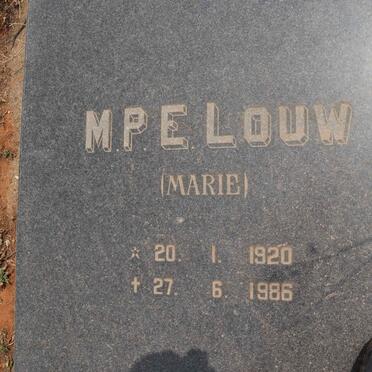 M.P.E. LOUW
(MARIE)
* 20. 1. 1920
† 27. 6. 1986